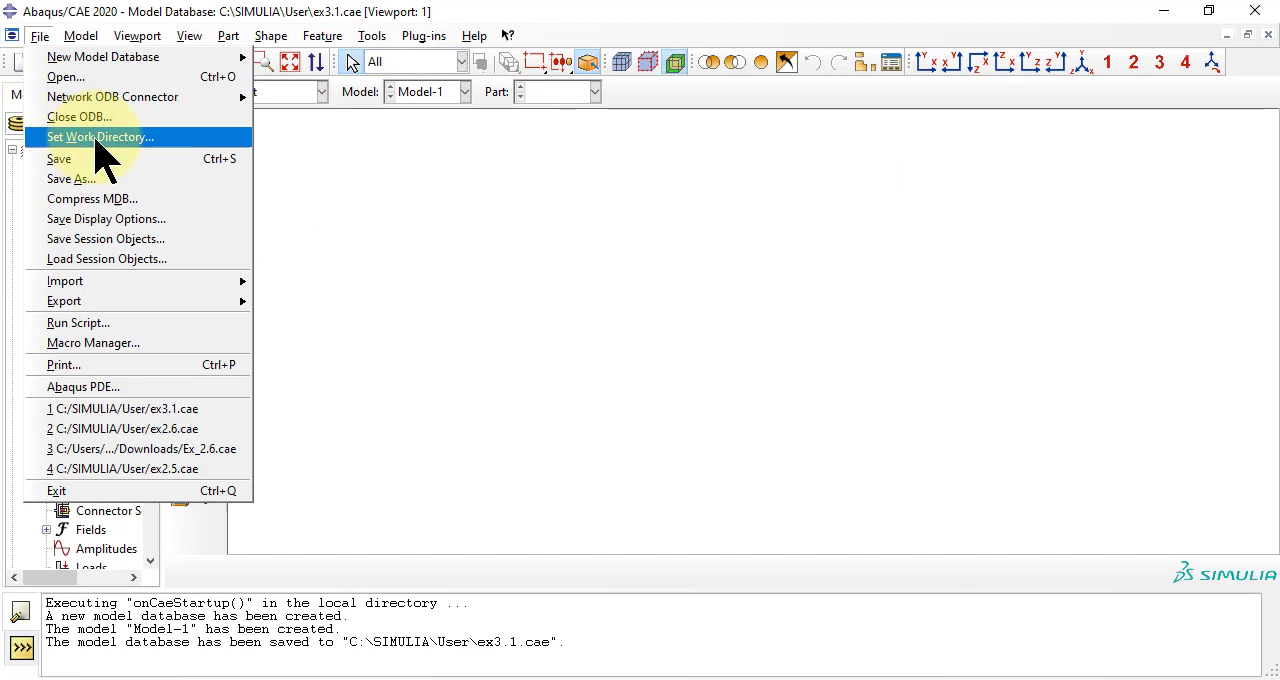 Abaqus/CAE 2020 - Model Database: C:\SIMULIA\User\ex3.1.cae [Viewport: 1]
File Model Viewport View Part Shape Feature Tools Plug-ins Help
New Model Database
Open... Ctrl+O
Network ODB Connector
Close ODB...
Set Work Directory...
Save Ctrl+S
Save As...
Compress MDB...
Save Display Options...
Save Session Objects...
Load Session Objects...
Import
Export
Run Script...
Macro Manager...
Print... Ctrl+P
Abaqus PDE...
1 C:/SIMULIA/User/ex3.1.cae
2 C:/SIMULIA/User/ex2.6.cae
3 C:/Users/.../Downloads/Ex_2.6.cae
4 C:/SIMULIA/User/ex2.5.cae
Exit Ctrl+Q
All
1 2 3 4
Model: Model-1 Part:
Connector S
Fields
Amplitudes
Loads
SIMULIA
Executing "onCaeStartup()" in the local directory ...
A new model database has been created.
The model "Model-1" has been created.
The model database has been saved to "C:\SIMULIA\User\ex3.1.cae".